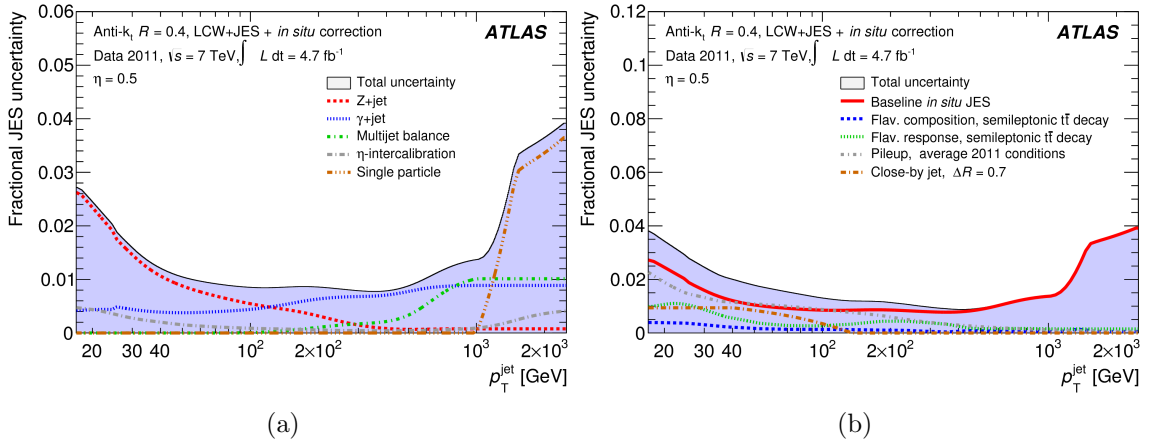 ATLAS
Anti-kt R = 0.4, LCW+JES + in situ correction
Data 2011, √s = 7 TeV, ∫ L dt = 4.7 fb-1
η = 0.5
Total uncertainty
Z+jet
γ+jet
Multijet balance
η-intercalibration
Single particle
Fractional JES uncertainty
0.06
0.05
0.04
0.03
0.02
0.01
0
20 30 40 10² 2×10² 10³ 2×10³
pTjet [GeV]
(a)
ATLAS
Anti-kt R = 0.4, LCW+JES + in situ correction
Data 2011, √s = 7 TeV, ∫ L dt = 4.7 fb-1
η = 0.5
Total uncertainty
Baseline in situ JES
Flav. composition, semileptonic tt̄ decay
Flav. response, semileptonic tt̄ decay
Pileup, average 2011 conditions
Close-by jet, ΔR = 0.7
Fractional JES uncertainty
0.12
0.1
0.08
0.06
0.04
0.02
0
20 30 40 10² 2×10² 10³ 2×10³
pTjet [GeV]
(b)